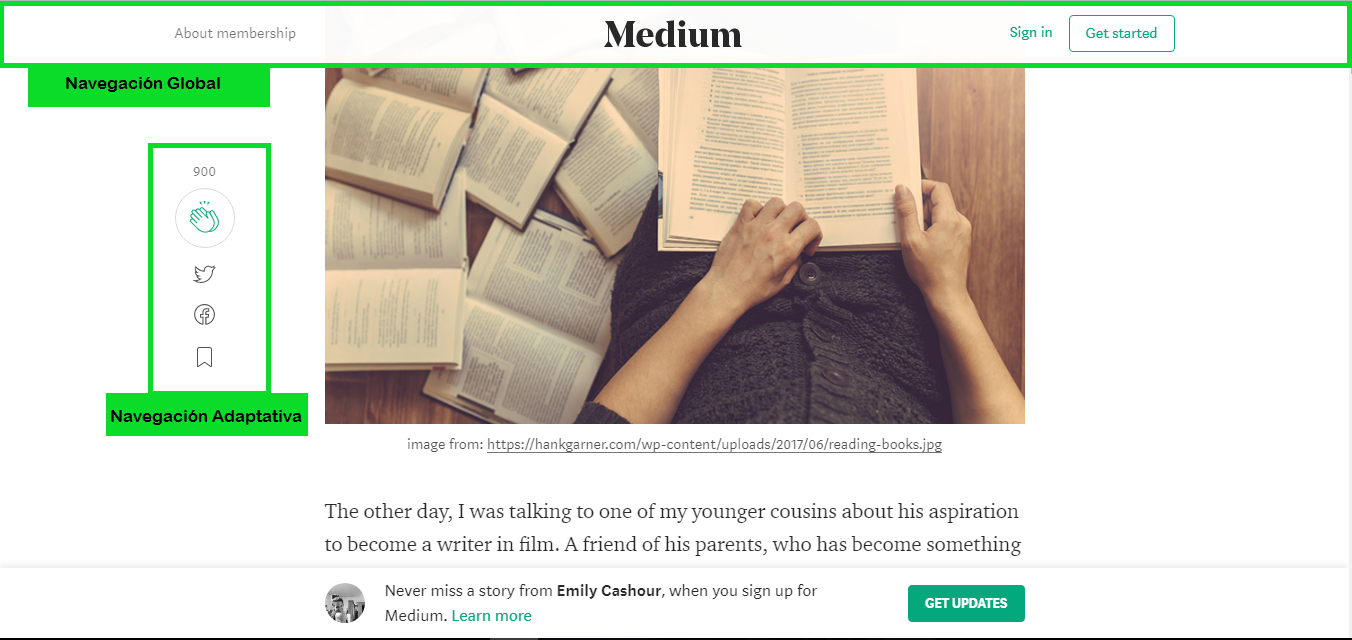 About membership
Medium
Sign in
Get started
Navegación Global
900
Navegación Adaptativa
image from: https://hankgarner.com/wp-content/uploads/2017/06/reading-books.jpg
The other day, I was talking to one of my younger cousins about his aspiration
to become a writer in film. A friend of his parents, who has become something
Never miss a story from Emily Cashour, when you sign up for
Medium. Learn more
GET UPDATES